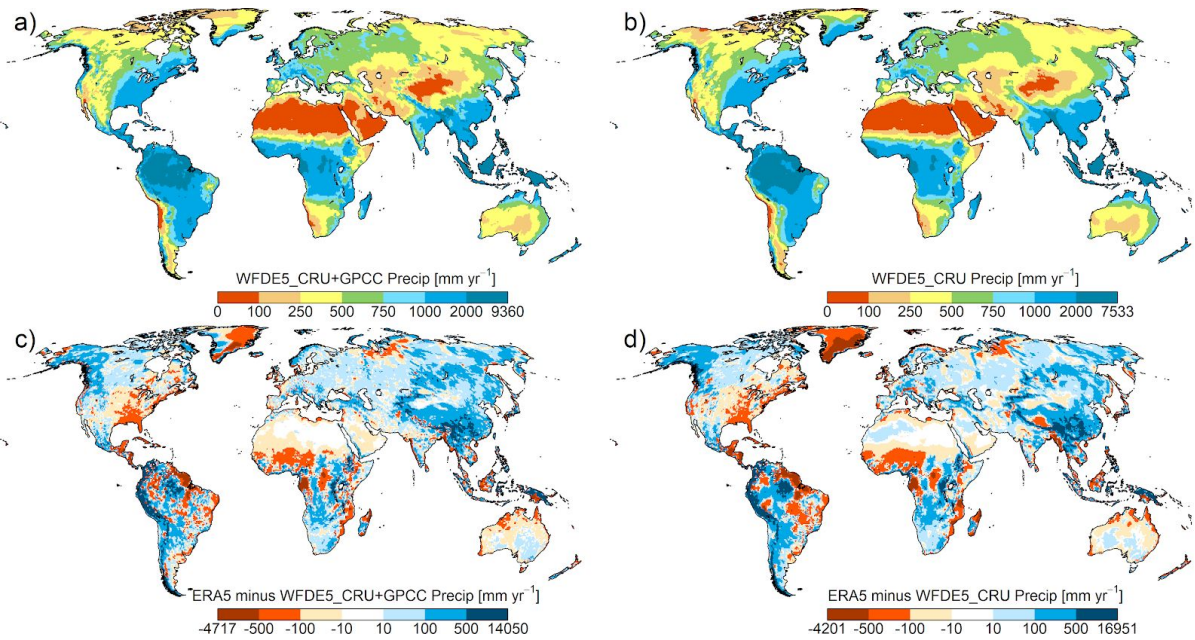 a)
b)
WFDE5_CRU+GPCC Precip [mm yr⁻¹]
0 100 250 500 750 1000 2000 9360
WFDE5_CRU Precip [mm yr⁻¹]
0 100 250 500 750 1000 2000 7533
c)
d)
ERA5 minus WFDE5_CRU+GPCC Precip [mm yr⁻¹]
-4717 -500 -100 -10 10 100 500 14050
ERA5 minus WFDE5_CRU Precip [mm yr⁻¹]
-4201 -500 -100 -10 10 100 500 16951